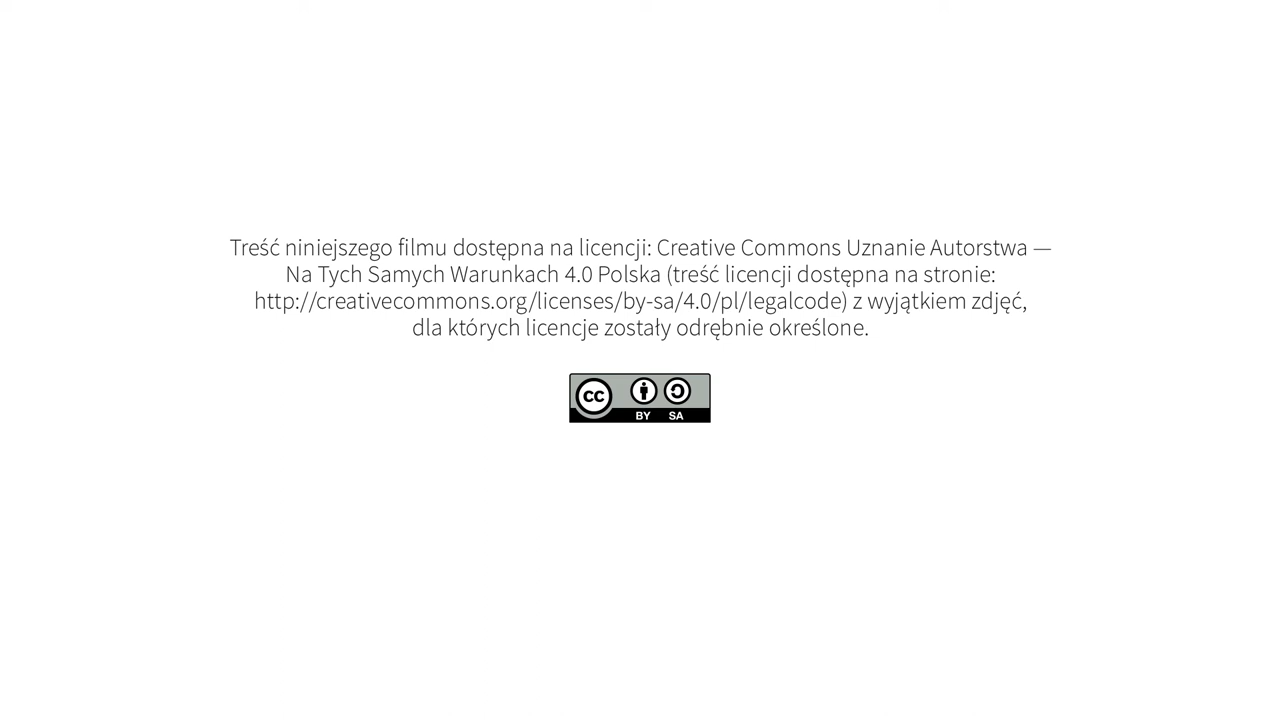 Treść niniejszego filmu dostępna na licencji: Creative Commons Uznanie Autorstwa —
Na Tych Samych Warunkach 4.0 Polska (treść licencji dostępna na stronie:
http://creativecommons.org/licenses/by-sa/4.0/pl/legalcode) z wyjątkiem zdjęć,
dla których licencje zostały odrębnie określone.
cc
BY SA